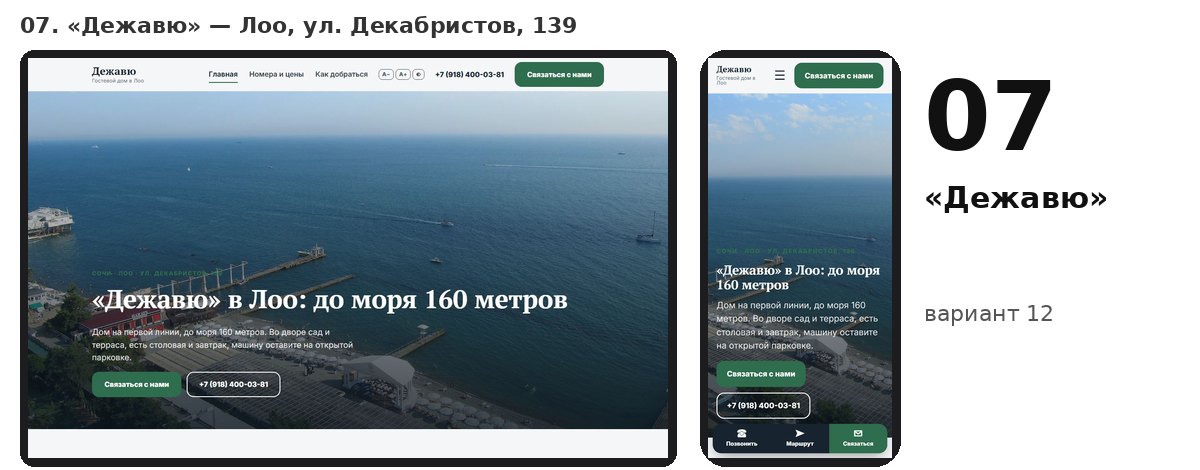 07. «Дежавю» — Лоо, ул. Декабристов, 139
Дежавю
Гостевой дом в Лоо
Главная
Номера и цены
Как добраться
A−
A+
+7 (918) 400-03-81
Связаться с нами
СОЧИ · ЛОО · УЛ. ДЕКАБРИСТОВ, 139
«Дежавю» в Лоо: до моря 160 метров
Дом на первой линии, до моря 160 метров. Во дворе сад и
терраса, есть столовая и завтрак, машину оставите на открытой
парковке.
Связаться с нами
+7 (918) 400-03-81
Дежавю
Гостевой дом в
Лоо
Связаться с нами
СОЧИ · ЛОО · УЛ. ДЕКАБРИСТОВ, 139
«Дежавю» в Лоо: до моря
160 метров
Дом на первой линии, до моря 160
метров. Во дворе сад и терраса, есть
столовая и завтрак, машину оставите
на открытой парковке.
Связаться с нами
+7 (918) 400-03-81
Позвонить
Маршрут
Связаться
07
«Дежавю»
вариант 12